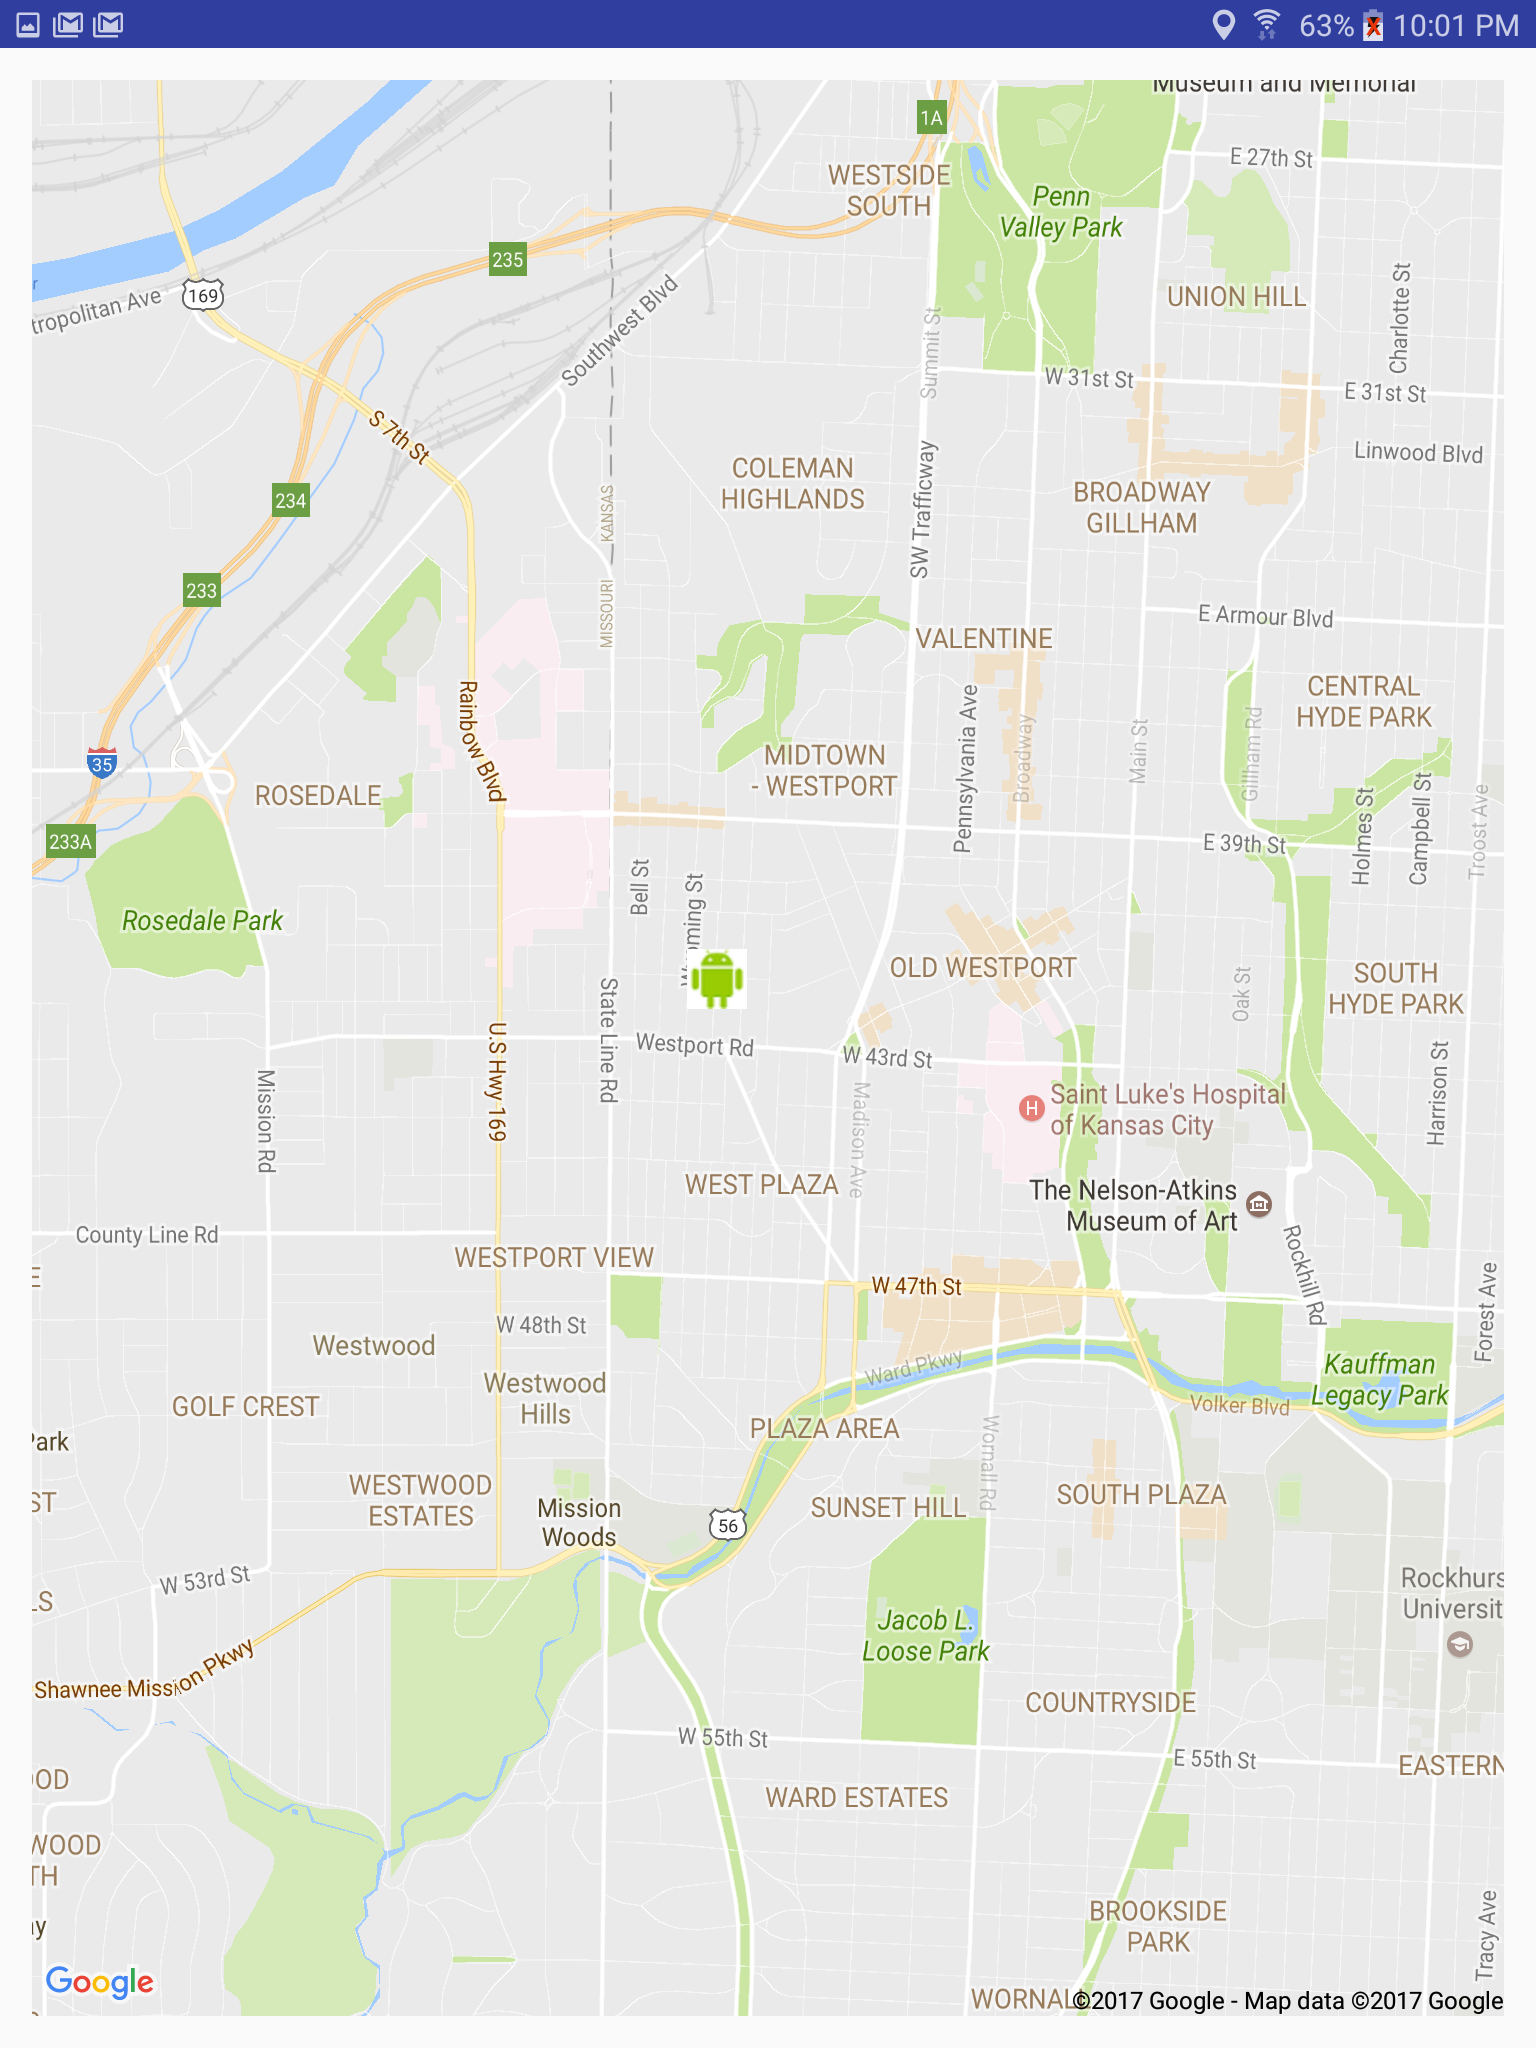 63% 10:01 PM
Museum and Memorial
1A
E 27th St
WESTSIDE
SOUTH
Penn
Valley Park
235
169
UNION HILL
Charlotte St
Southwest Blvd
Summit St
W 31st St
E 31st St
S 7th St
Linwood Blvd
COLEMAN
HIGHLANDS
234
KANSAS
BROADWAY
GILLHAM
SW Trafficway
233
MISSOURI
E Armour Blvd
VALENTINE
CENTRAL
HYDE PARK
Rainbow Blvd
Pennsylvania Ave
Broadway
Main St
Gillham Rd
35
MIDTOWN
- WESTPORT
ROSEDALE
Holmes St
Campbell St
Troost Ave
233A
E 39th St
Bell St
Rosedale Park
OLD WESTPORT
SOUTH
HYDE PARK
Oak St
State Line Rd
U.S Hwy 169
Westport Rd
W 43rd St
Mission Rd
Madison Ave
Saint Luke's Hospital
of Kansas City
H
Harrison St
WEST PLAZA
The Nelson-Atkins
Museum of Art
County Line Rd
WESTPORT VIEW
Rockhill Rd
W 47th St
Forest Ave
W 48th St
Westwood
Ward Pkwy
Kauffman
Legacy Park
Westwood
Hills
GOLF CREST
Volker Blvd
PLAZA AREA
Park
Wornall Rd
WESTWOOD
ESTATES
SOUTH PLAZA
ST
Mission
Woods
SUNSET HILL
56
W 53rd St
Rockhurs
Universit
LS
Jacob L.
Loose Park
Shawnee Mission Pkwy
COUNTRYSIDE
W 55th St
E 55th St
EASTERN
OOD
WARD ESTATES
WOOD
TH
BROOKSIDE
PARK
Tracy Ave
Google
WORNALL
©2017 Google - Map data ©2017 Google